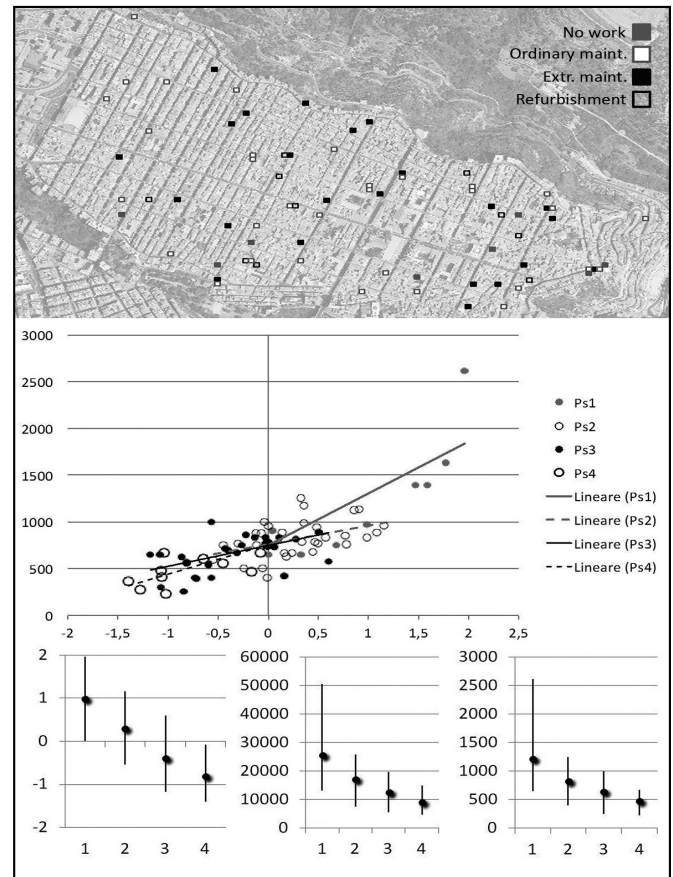 No work
Ordinary maint.
Extr. maint.
Refurbishment
3000
2500
2000
1500
1000
500
0
-2 -1,5 -1 -0,5 0 0,5 1 1,5 2 2,5
Ps1
Ps2
Ps3
Ps4
Lineare (Ps1)
Lineare (Ps2)
Lineare (Ps3)
Lineare (Ps4)
2
1
0
-1
-2
1 2 3 4
60000
50000
40000
30000
20000
10000
0
1 2 3 4
3000
2500
2000
1500
1000
500
0
1 2 3 4